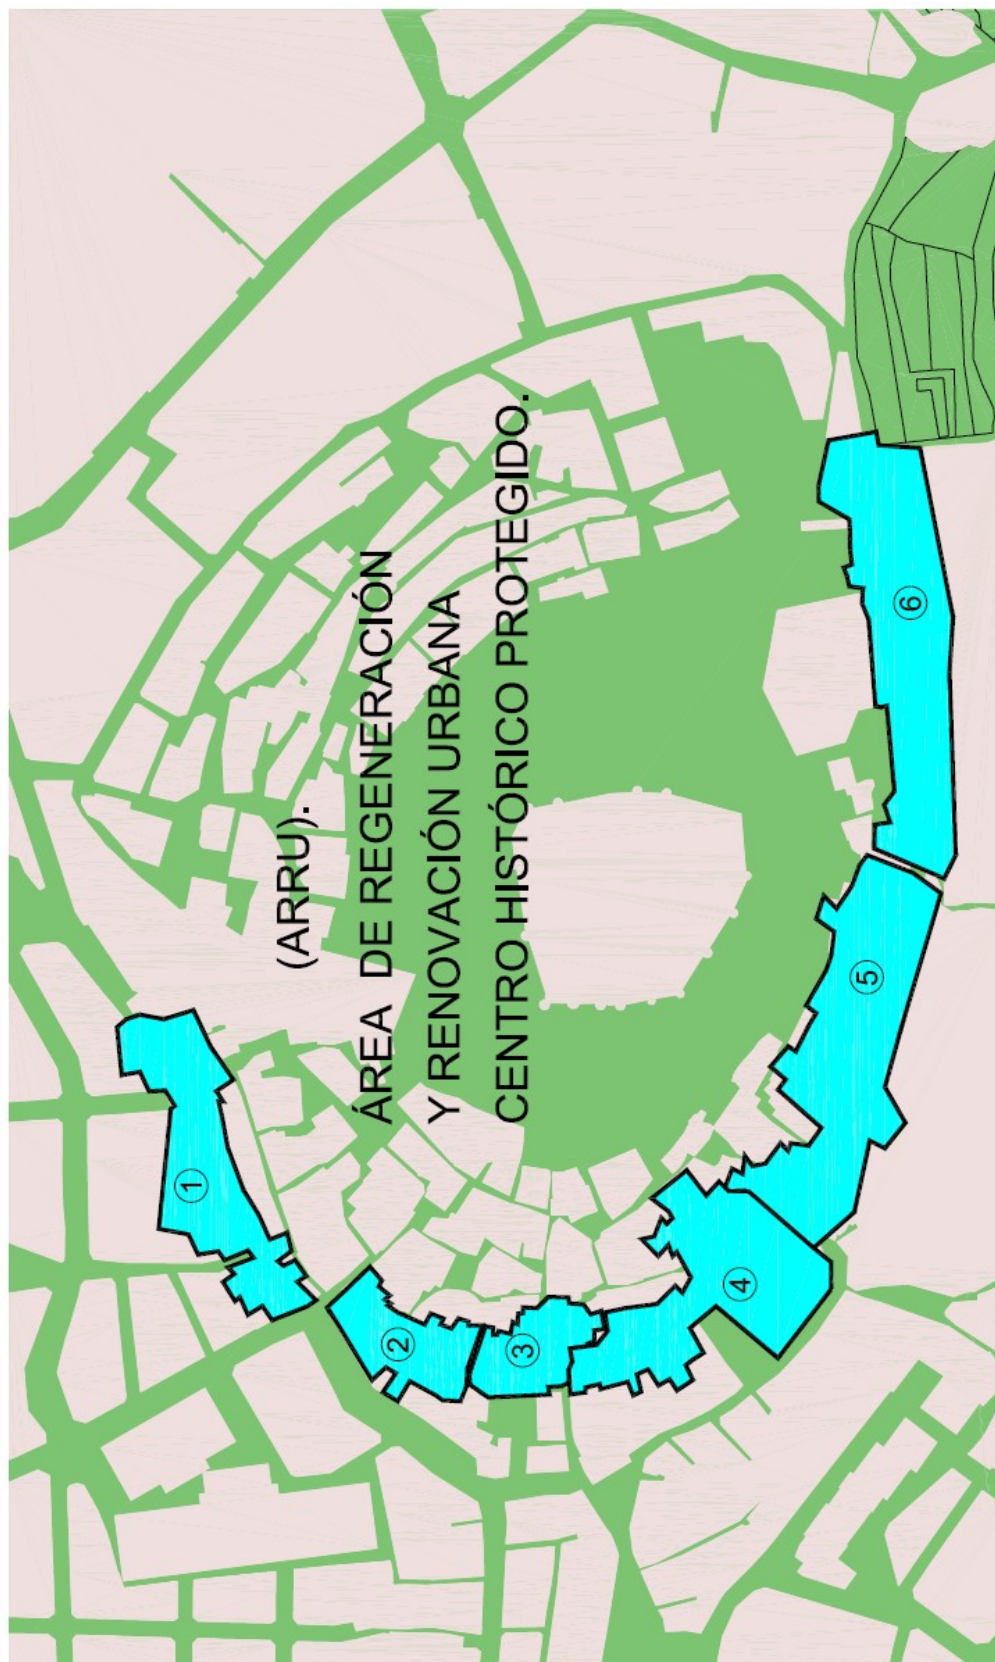 (ARRU).
ÁREA DE REGENERACIÓN
Y RENOVACIÓN URBANA
CENTRO HISTÓRICO PROTEGIDO.
1
2
3
4
5
6